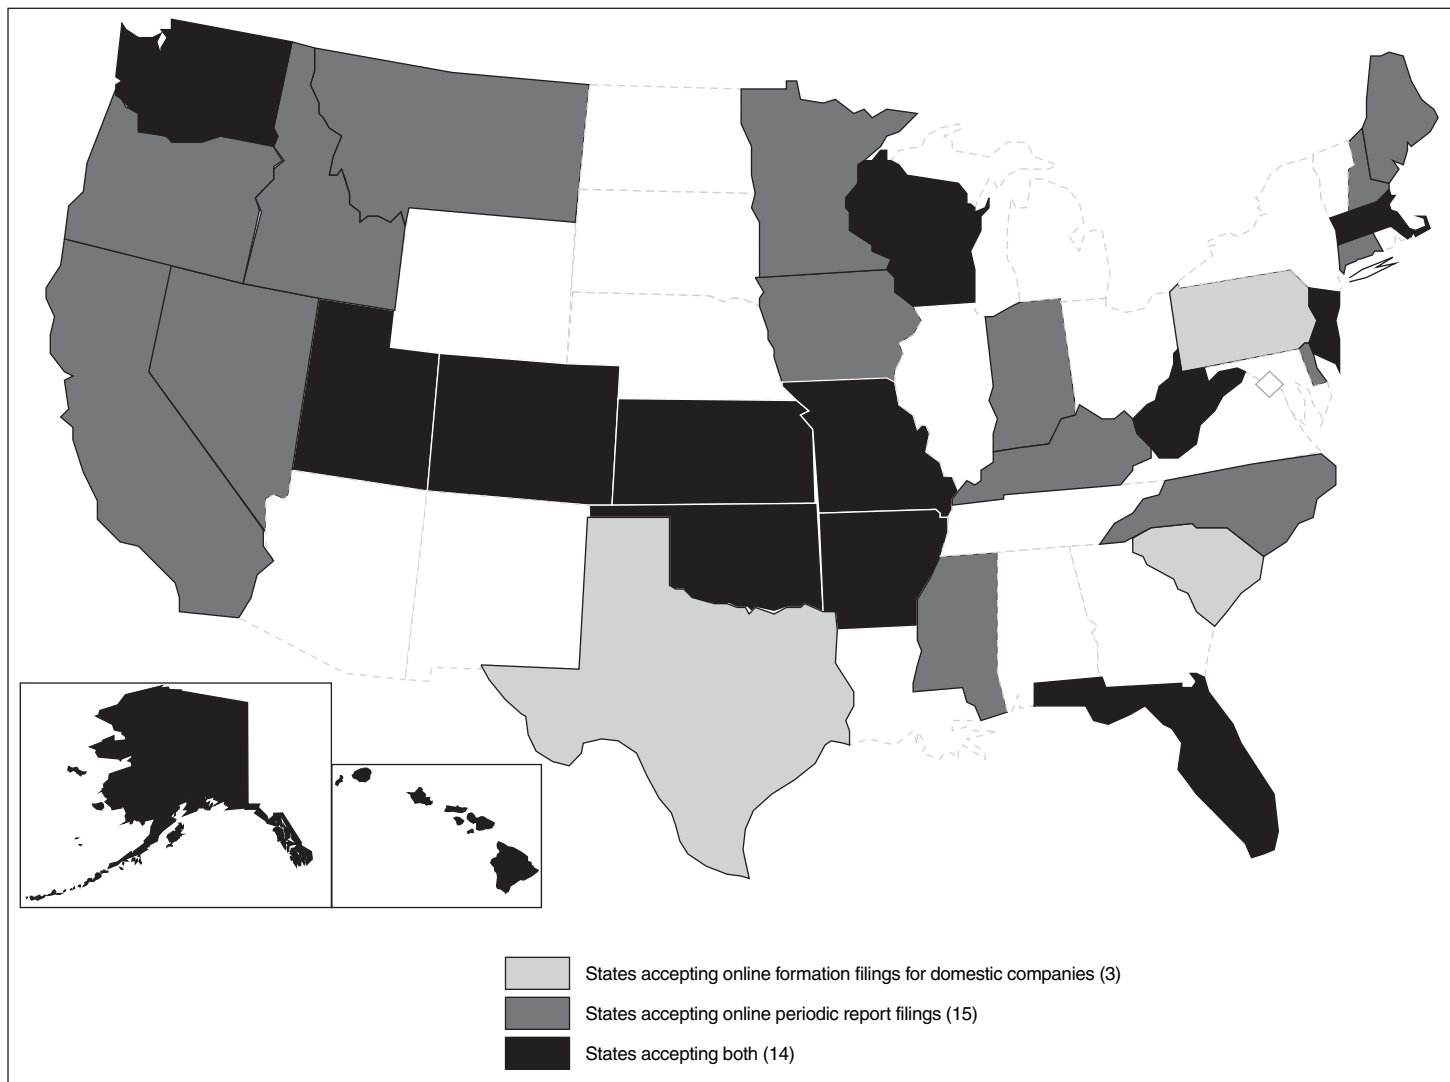 States accepting online formation filings for domestic companies (3)
States accepting online periodic report filings (15)
States accepting both (14)